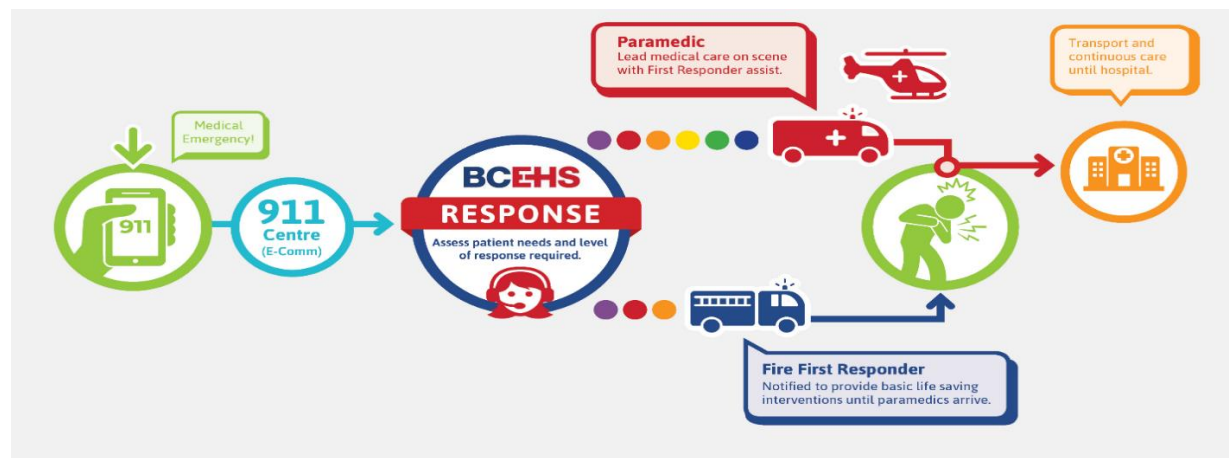 Medical
Emergency!
911
911
Centre
(E-Comm)
BCEHS
RESPONSE
Assess patient needs and level
of response required.
Paramedic
Lead medical care on scene
with First Responder assist.
Fire First Responder
Notified to provide basic life saving
interventions until paramedics arrive.
Transport and
continuous care
until hospital.